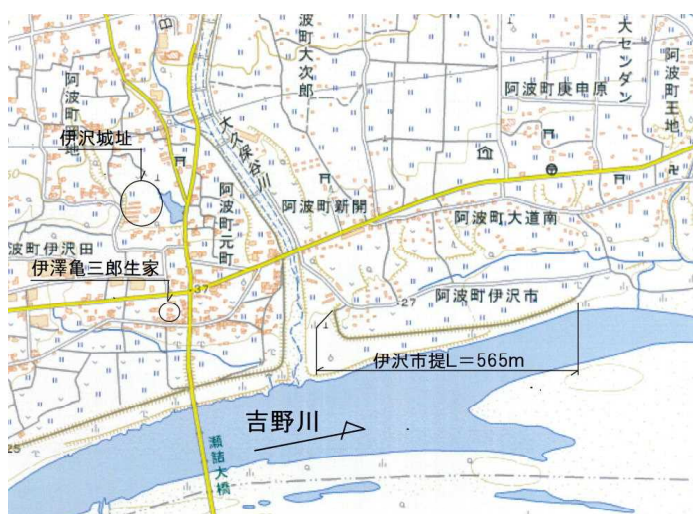 阿波町大次郎
大センダン
阿波町王地
阿波町庚申原
伊沢城址
大久保谷川
阿波町新開
阿波町元町
阿波町大道南
波町伊沢田
伊澤亀三郎生家
37
27
阿波町伊沢市
伊沢市提L=565m
吉野川
25
瀬詰大橋